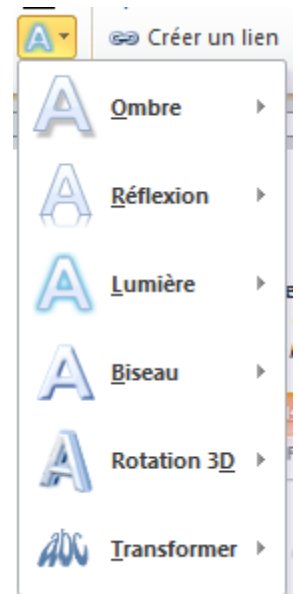 Créer un lien
Ombre
Réflexion
Lumière
Biseau
Rotation 3D
Transformer